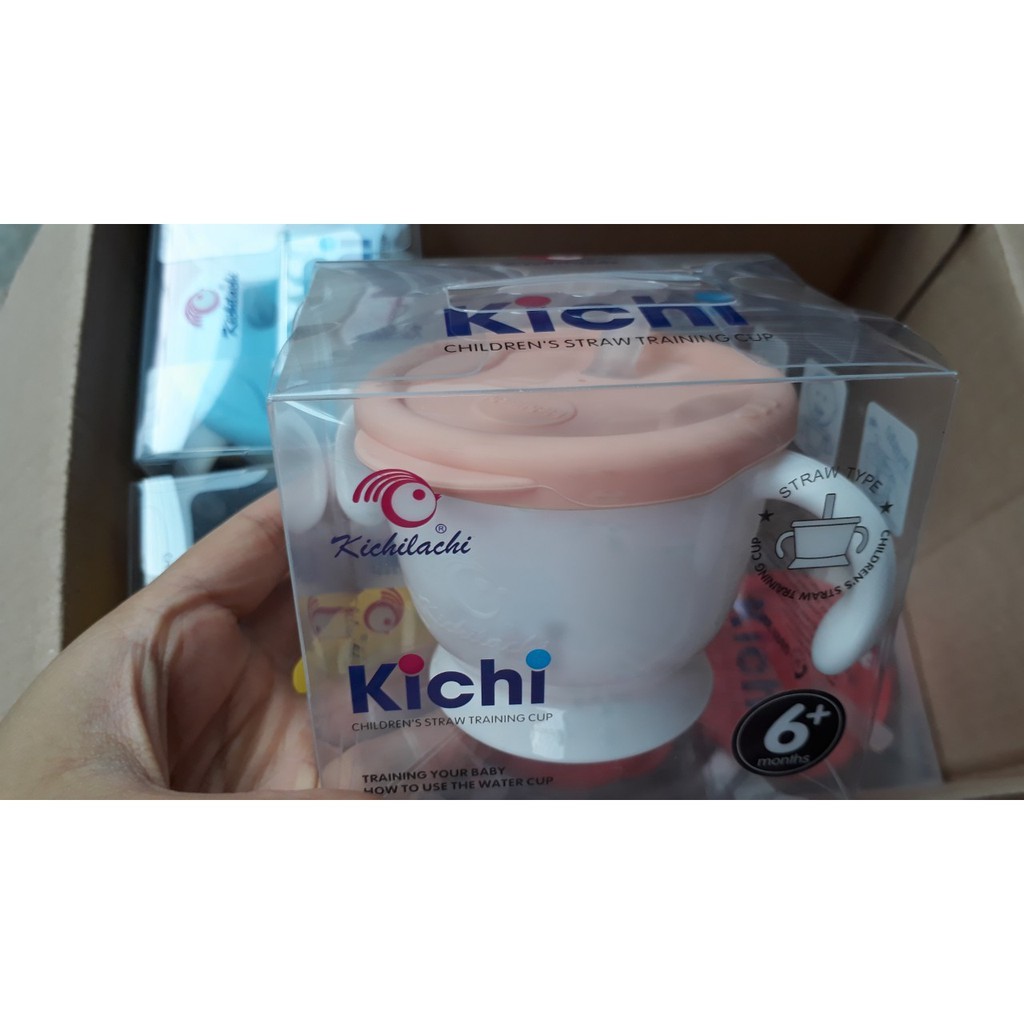 Kichi
CHILDREN'S STRAW TRAINING CUP
Kichilachi
®
Kichilachi
STRAW TYPE
CHILDREN'S STRAW TRAINING CUP
Kichi
CHILDREN'S STRAW TRAINING CUP
6+
months
TRAINING YOUR BABY
HOW TO USE THE WATER CUP